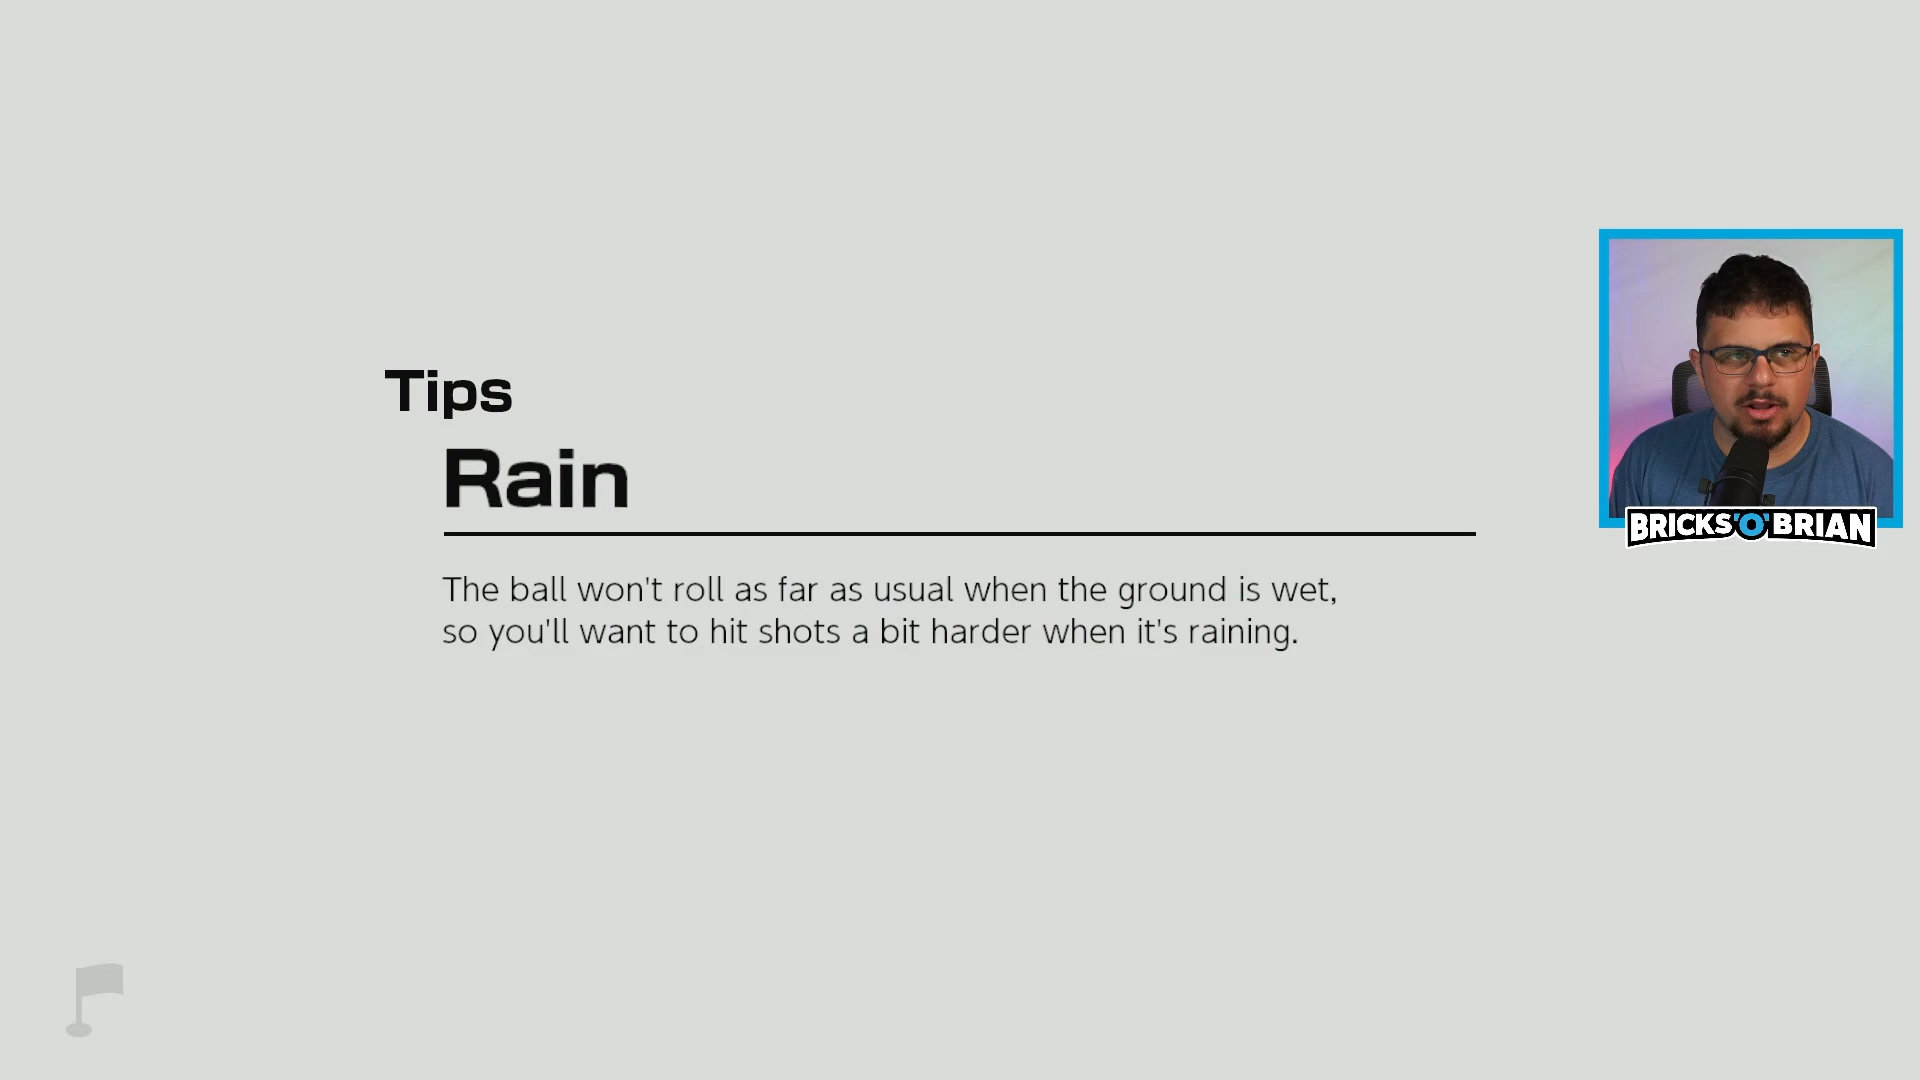 Tips
Rain
The ball won't roll as far as usual when the ground is wet,
so you'll want to hit shots a bit harder when it's raining.
BRICKS'O'BRIAN